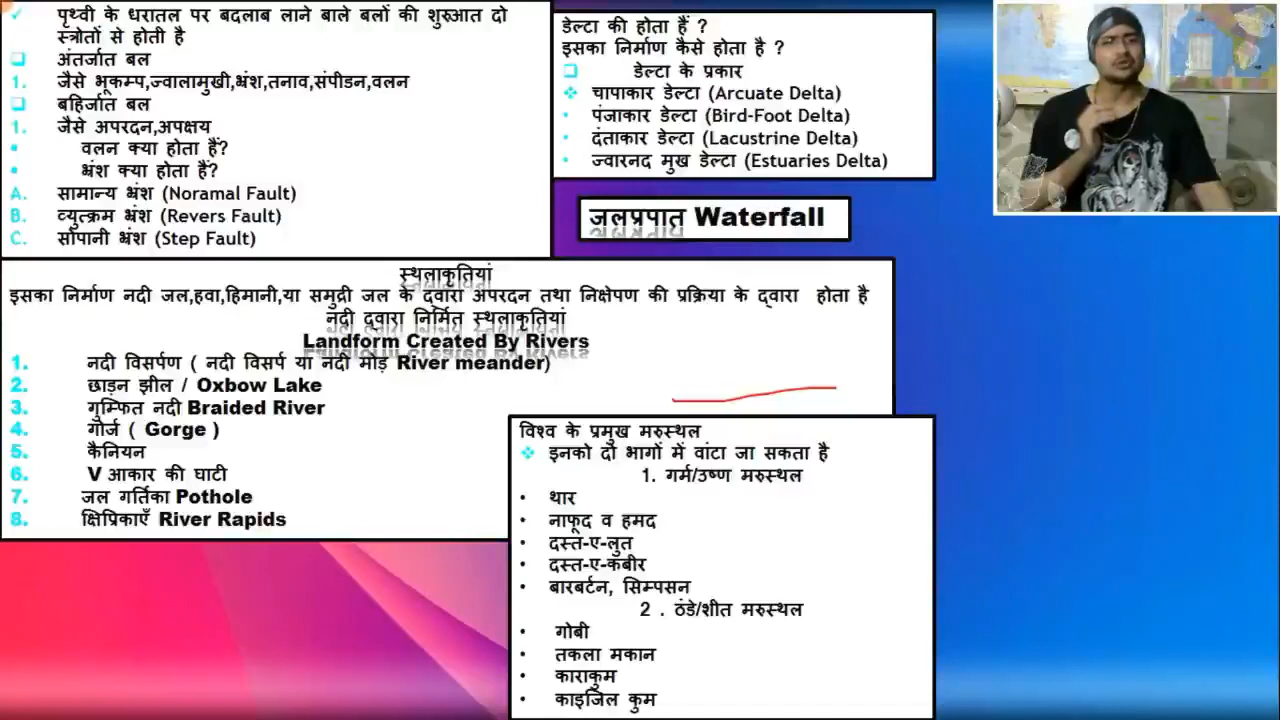 पृथ्वी के धरातल पर बदलाब लाने बाले बलों की शुरुआत दो
स्त्रोतों से होती है
अंतर्जात बल
1. जैसे भूकम्प,ज्वालामुखी,भ्रंश,तनाव,संपीडन,वलन
बहिर्जात बल
1. जैसे अपरदन,अपक्षय
• वलन क्या होता हैं?
• भ्रंश क्या होता हैं?
A. सामान्य भ्रंश (Noramal Fault)
B. व्युत्क्रम भ्रंश (Revers Fault)
C. सोपानी भ्रंश (Step Fault)
डेल्टा की होता हैं ?
इसका निर्माण कैसे होता है ?
डेल्टा के प्रकार
चापाकार डेल्टा (Arcuate Delta)
• पंजाकार डेल्टा (Bird-Foot Delta)
• दंताकार डेल्टा (Lacustrine Delta)
• ज्वारनद मुख डेल्टा (Estuaries Delta)
जलप्रपात Waterfall
स्थलाकृतियां
इसका निर्माण नदी जल,हवा,हिमानी,या समुद्री जल के द्वारा अपरदन तथा निक्षेपण की प्रक्रिया के द्वारा होता है
नदी द्वारा निर्मित स्थलाकृतियां
Landform Created By Rivers
1. नदी विसर्पण ( नदी विसर्प या नदी मोड़ River meander)
2. छाड़न झील / Oxbow Lake
3. गुम्फित नदी Braided River
4. गोर्ज ( Gorge )
5. कैनियन
6. V आकार की घाटी
7. जल गर्तिका Pothole
8. क्षिप्रिकाएँ River Rapids
विश्व के प्रमुख मरुस्थल
इनको दो भागों में वांटा जा सकता है
1. गर्म/उष्ण मरुस्थल
• थार
• नाफूद व हमद
• दस्त-ए-लुत
• दस्त-ए-कबीर
• बारबर्टन, सिम्पसन
2 . ठंडे/शीत मरुस्थल
• गोबी
• तकला मकान
• काराकुम
• काइजिल कुम